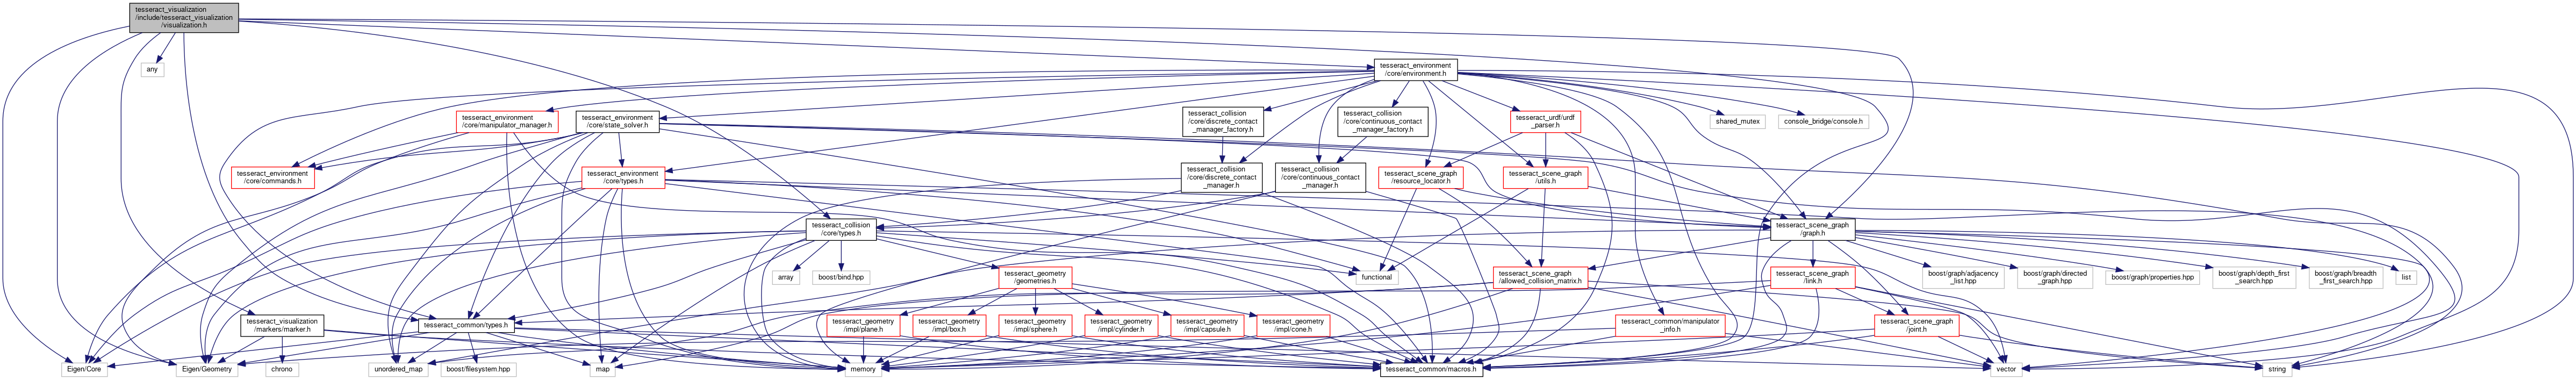 tesseract_visualization
/include/tesseract_visualization
/visualization.h
any
tesseract_environment
/core/environment.h
tesseract_environment
/core/manipulator_manager.h
tesseract_environment
/core/state_solver.h
tesseract_collision
/core/discrete_contact
_manager_factory.h
tesseract_collision
/core/continuous_contact
_manager_factory.h
tesseract_urdf/urdf
_parser.h
shared_mutex
console_bridge/console.h
tesseract_environment
/core/commands.h
tesseract_environment
/core/types.h
tesseract_collision
/core/discrete_contact
_manager.h
tesseract_collision
/core/continuous_contact
_manager.h
tesseract_scene_graph
/resource_locator.h
tesseract_scene_graph
/utils.h
tesseract_collision
/core/types.h
tesseract_scene_graph
/graph.h
array
boost/bind.hpp
tesseract_geometry
/geometries.h
functional
tesseract_scene_graph
/allowed_collision_matrix.h
tesseract_scene_graph
/link.h
boost/graph/adjacency
_list.hpp
boost/graph/directed
_graph.hpp
boost/graph/properties.hpp
boost/graph/depth_first
_search.hpp
boost/graph/breadth
_first_search.hpp
list
tesseract_visualization
/markers/marker.h
tesseract_common/types.h
tesseract_geometry
/impl/plane.h
tesseract_geometry
/impl/box.h
tesseract_geometry
/impl/sphere.h
tesseract_geometry
/impl/cylinder.h
tesseract_geometry
/impl/capsule.h
tesseract_geometry
/impl/cone.h
tesseract_common/manipulator
_info.h
tesseract_scene_graph
/joint.h
Eigen/Core
Eigen/Geometry
chrono
unordered_map
boost/filesystem.hpp
map
memory
tesseract_common/macros.h
vector
string